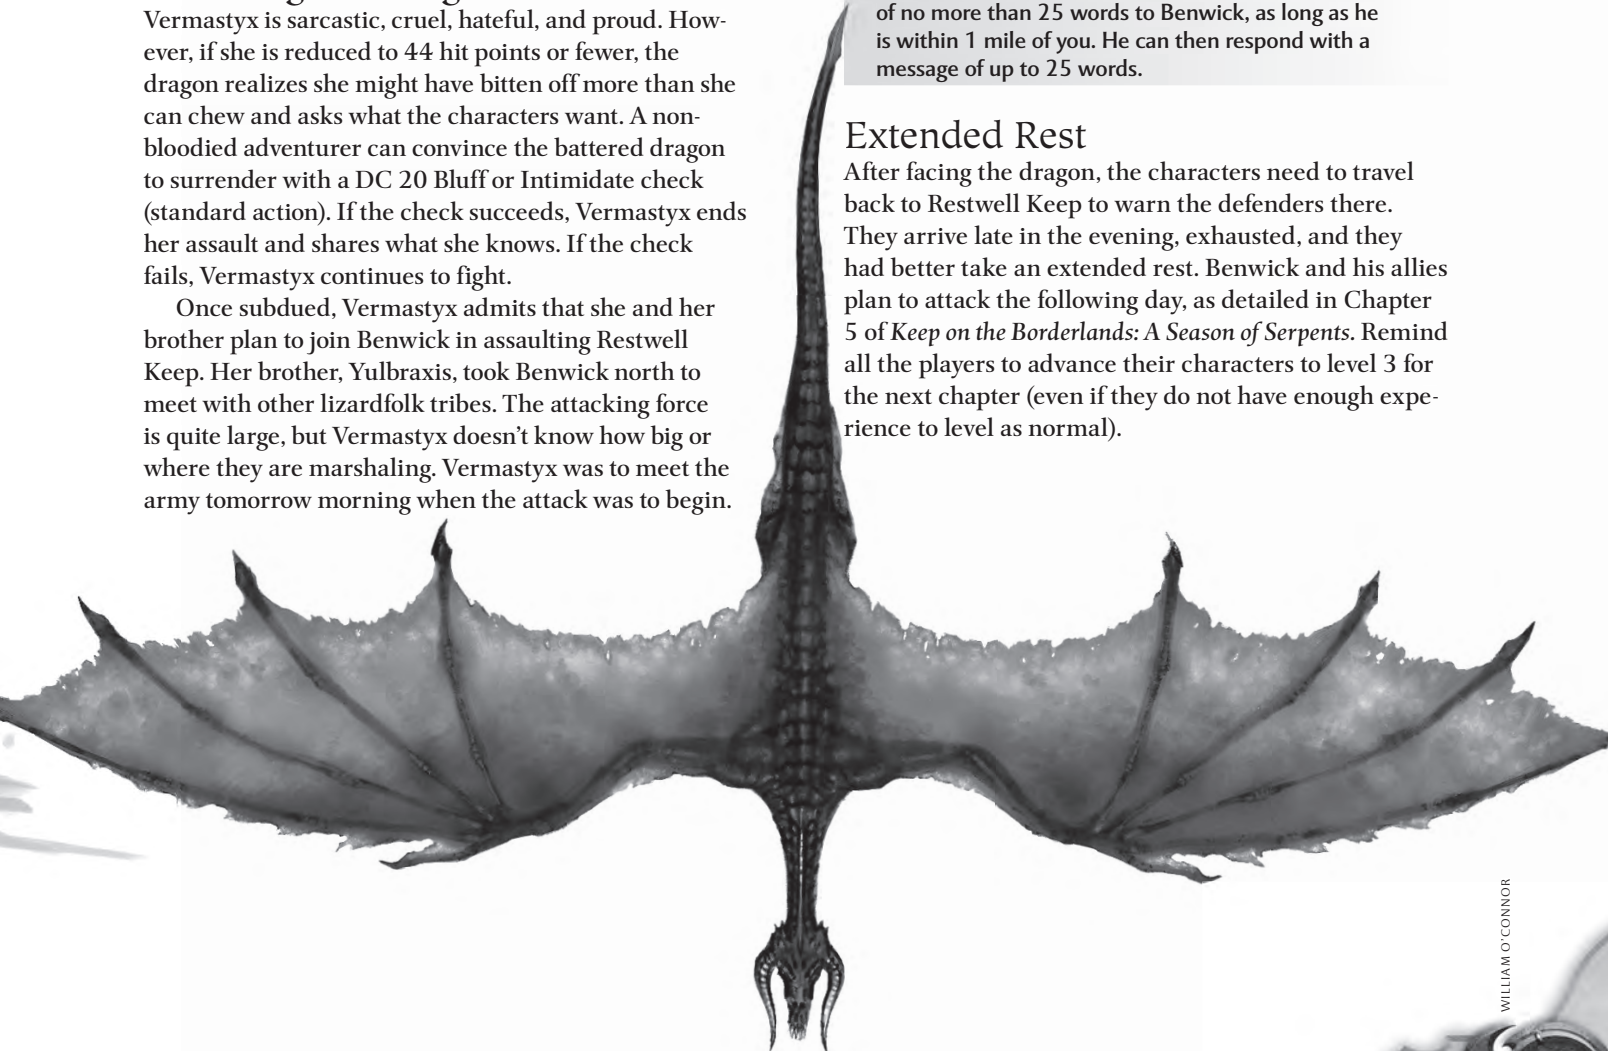 Vermastyx is sarcastic, cruel, hateful, and proud. How-
ever, if she is reduced to 44 hit points or fewer, the
dragon realizes she might have bitten off more than she
can chew and asks what the characters want. A non-
bloodied adventurer can convince the battered dragon
to surrender with a DC 20 Bluff or Intimidate check
(standard action). If the check succeeds, Vermastyx ends
her assault and shares what she knows. If the check
fails, Vermastyx continues to fight.
Once subdued, Vermastyx admits that she and her
brother plan to join Benwick in assaulting Restwell
Keep. Her brother, Yulbraxis, took Benwick north to
meet with other lizardfolk tribes. The attacking force
is quite large, but Vermastyx doesn't know how big or
where they are marshaling. Vermastyx was to meet the
army tomorrow morning when the attack was to begin.
of no more than 25 words to Benwick, as long as he
is within 1 mile of you. He can then respond with a
message of up to 25 words.
Extended Rest
After facing the dragon, the characters need to travel
back to Restwell Keep to warn the defenders there.
They arrive late in the evening, exhausted, and they
had better take an extended rest. Benwick and his allies
plan to attack the following day, as detailed in Chapter
5 of Keep on the Borderlands: A Season of Serpents. Remind
all the players to advance their characters to level 3 for
the next chapter (even if they do not have enough expe-
rience to level as normal).
WILLIAM O'CONNOR